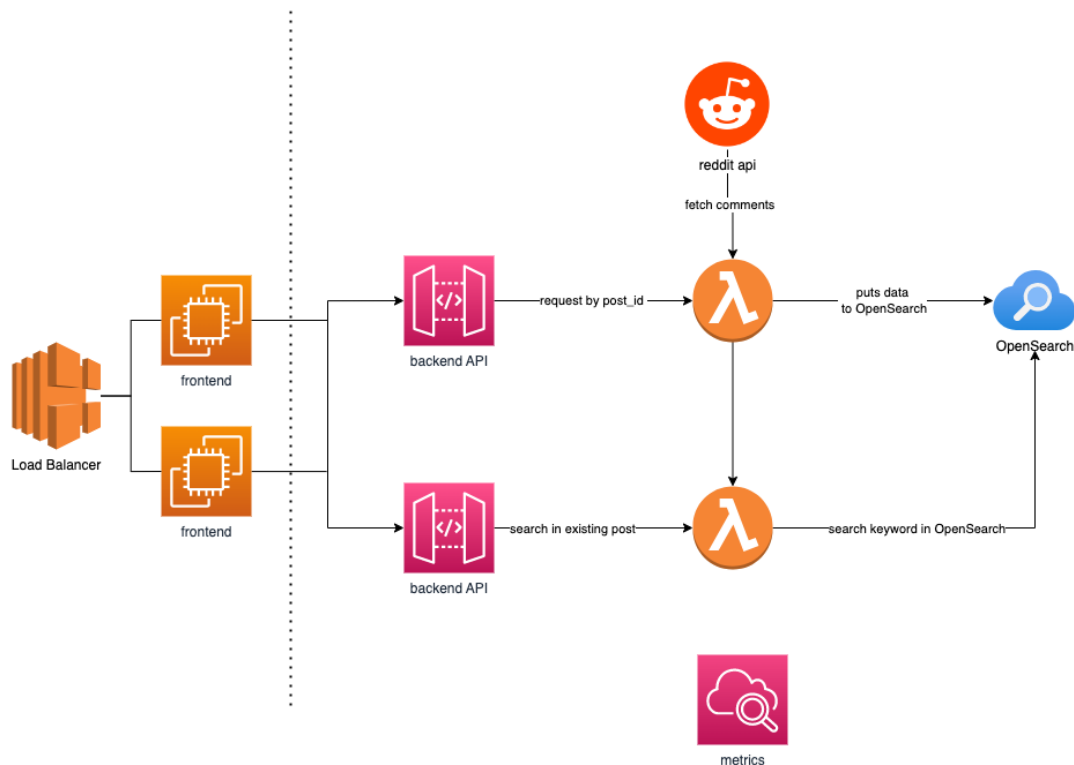 reddit api
fetch comments
frontend
backend API
request by post_id
puts data
to OpenSearch
OpenSearch
Load Balancer
frontend
backend API
search in existing post
search keyword in OpenSearch
metrics